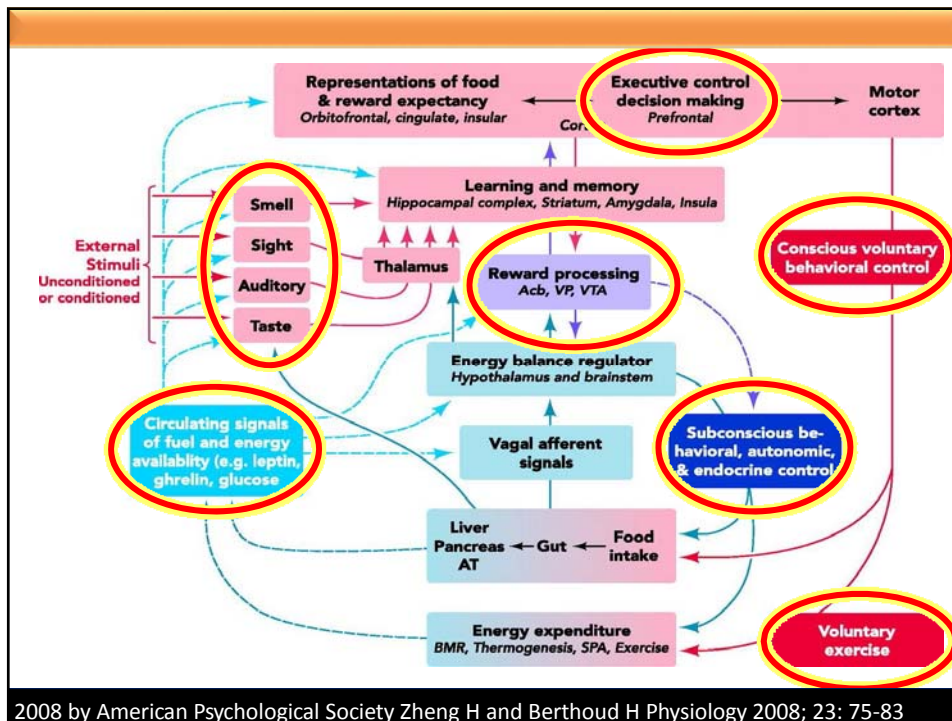 Representations of food
& reward expectancy
Orbitofrontal, cingulate, insular
Executive control
decision making
Prefrontal
Motor
cortex
Learning and memory
Hippocampal complex, Striatum, Amygdala, Insula
Smell
Sight
Auditory
Taste
External
Stimuli
Unconditioned
or conditioned
Thalamus
Reward processing
Acb, VP, VTA
Conscious voluntary
behavioral control
Energy balance regulator
Hypothalamus and brainstem
Circulating signals
of fuel and energy
availablity (e.g. leptin,
ghrelin, glucose
Vagal afferent
signals
Subconscious be-
havioral, autonomic,
& endocrine control
Liver
Pancreas
AT
Gut
Food
intake
Energy expenditure
BMR, Thermogenesis, SPA, Exercise
Voluntary
exercise
2008 by American Psychological Society Zheng H and Berthoud H Physiology 2008; 23: 75-83